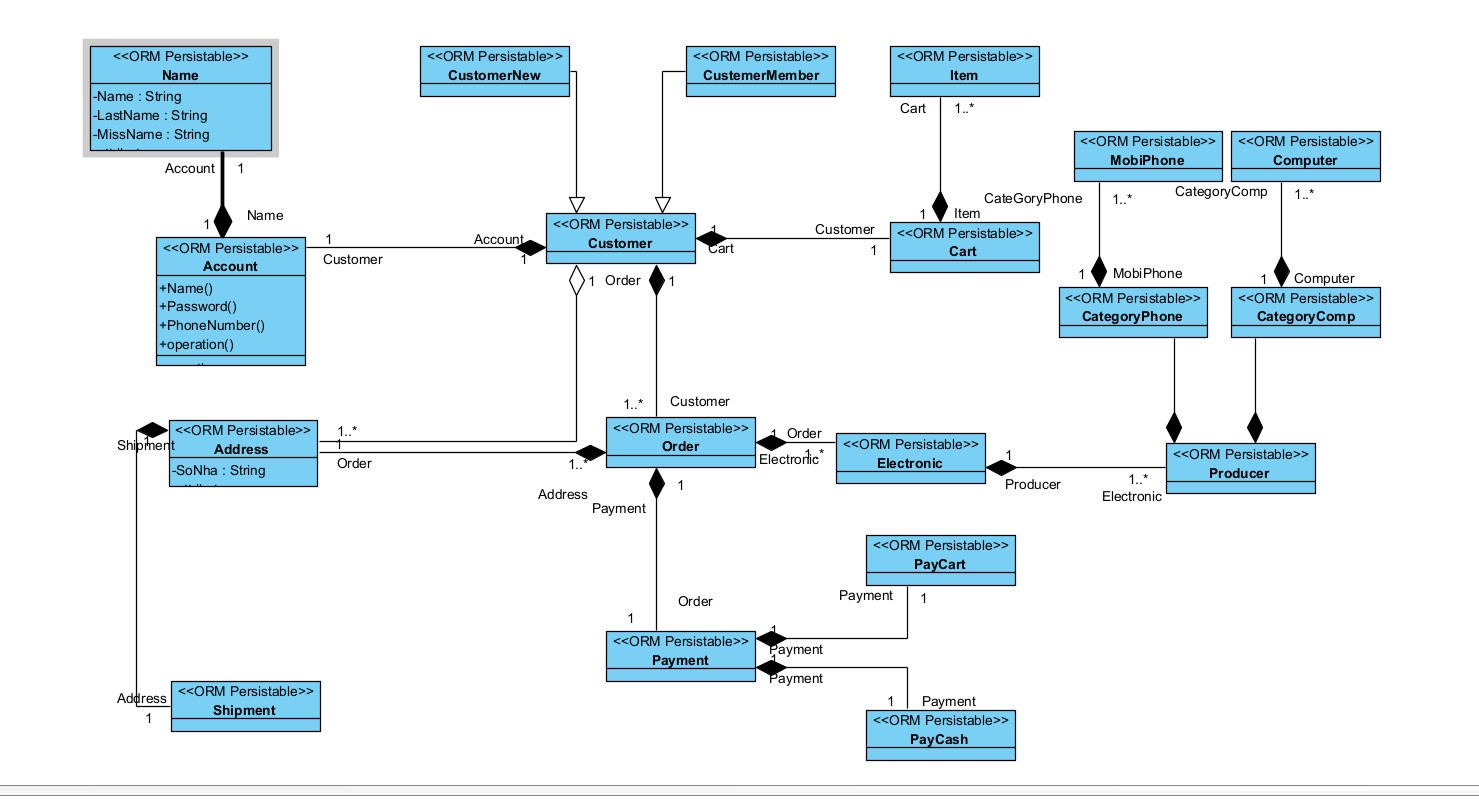 <<ORM Persistable>>
Name
-Name : String
-LastName : String
-MissName : String
Account
1
1
Name
<<ORM Persistable>>
CustomerNew
<<ORM Persistable>>
CustemerMember
<<ORM Persistable>>
Item
Cart
1..*
1
Item
<<ORM Persistable>>
MobiPhone
<<ORM Persistable>>
Computer
CateGoryPhone
1..*
CategoryComp
1..*
<<ORM Persistable>>
Account
+Name()
+Password()
+PhoneNumber()
+operation()
1
Customer
Account
1
<<ORM Persistable>>
Customer
1
Cart
Customer
1
<<ORM Persistable>>
Cart
1
MobiPhone
1
Computer
<<ORM Persistable>>
CategoryPhone
<<ORM Persistable>>
CategoryComp
1
Order
1
1..*
Customer
<<ORM Persistable>>
Address
-SoNha : String
Shipment
1
1..*
1
Order
1..*
Address
<<ORM Persistable>>
Order
1
Order
Electronic
1..*
<<ORM Persistable>>
Electronic
1
Producer
1..*
Electronic
<<ORM Persistable>>
Producer
Payment
1
Order
1
<<ORM Persistable>>
PayCart
Payment
1
<<ORM Persistable>>
Payment
1
Payment
1
Payment
1
Payment
<<ORM Persistable>>
PayCash
Address
1
<<ORM Persistable>>
Shipment